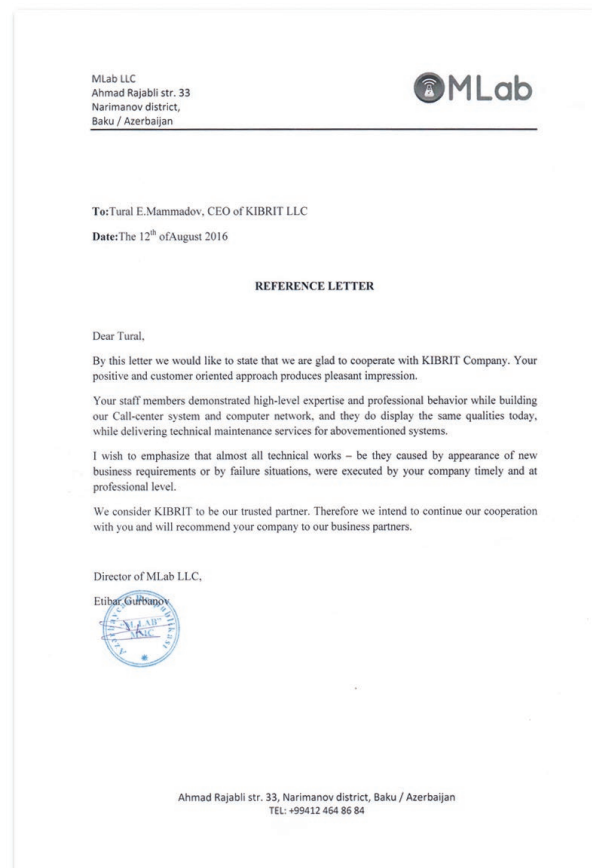 MLab LLC
Ahmad Rajabli str. 33
Narimanov district,
Baku / Azerbaijan
MLab
To:Tural E.Mammadov, CEO of KIBRIT LLC
Date:The 12th ofAugust 2016
REFERENCE LETTER
Dear Tural,
By this letter we would like to state that we are glad to cooperate with KIBRIT Company. Your
positive and customer oriented approach produces pleasant impression.
Your staff members demonstrated high-level expertise and professional behavior while building
our Call-center system and computer network, and they do display the same qualities today,
while delivering technical maintenance services for abovementioned systems.
I wish to emphasize that almost all technical works – be they caused by appearance of new
business requirements or by failure situations, were executed by your company timely and at
professional level.
We consider KIBRIT to be our trusted partner. Therefore we intend to continue our cooperation
with you and will recommend your company to our business partners.
Director of MLab LLC,
Etibar Gurbanov
Ahmad Rajabli str. 33, Narimanov district, Baku / Azerbaijan
TEL: +99412 464 86 84